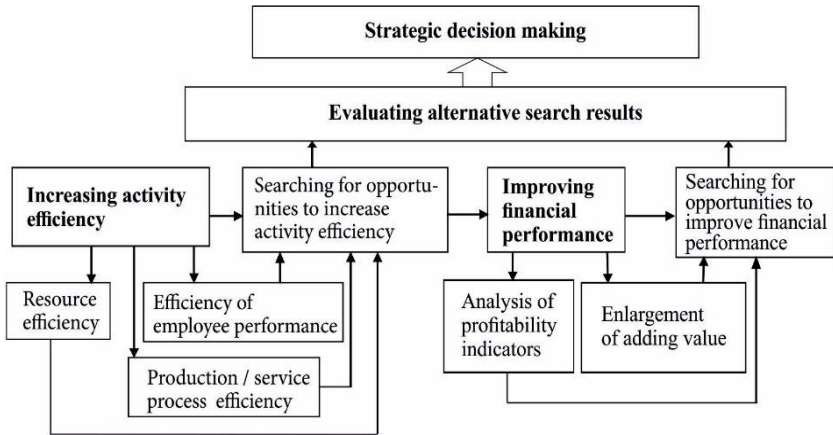 Strategic decision making
Evaluating alternative search results
Increasing activity
efficiency
Searching for opportu-
nities to increase
activity efficiency
Improving
financial
performance
Searching for
opportunities to
improve financial
performance
Resource
efficiency
Efficiency of
employee performance
Production / service
process efficiency
Analysis of
profitability
indicators
Enlargement
of adding value